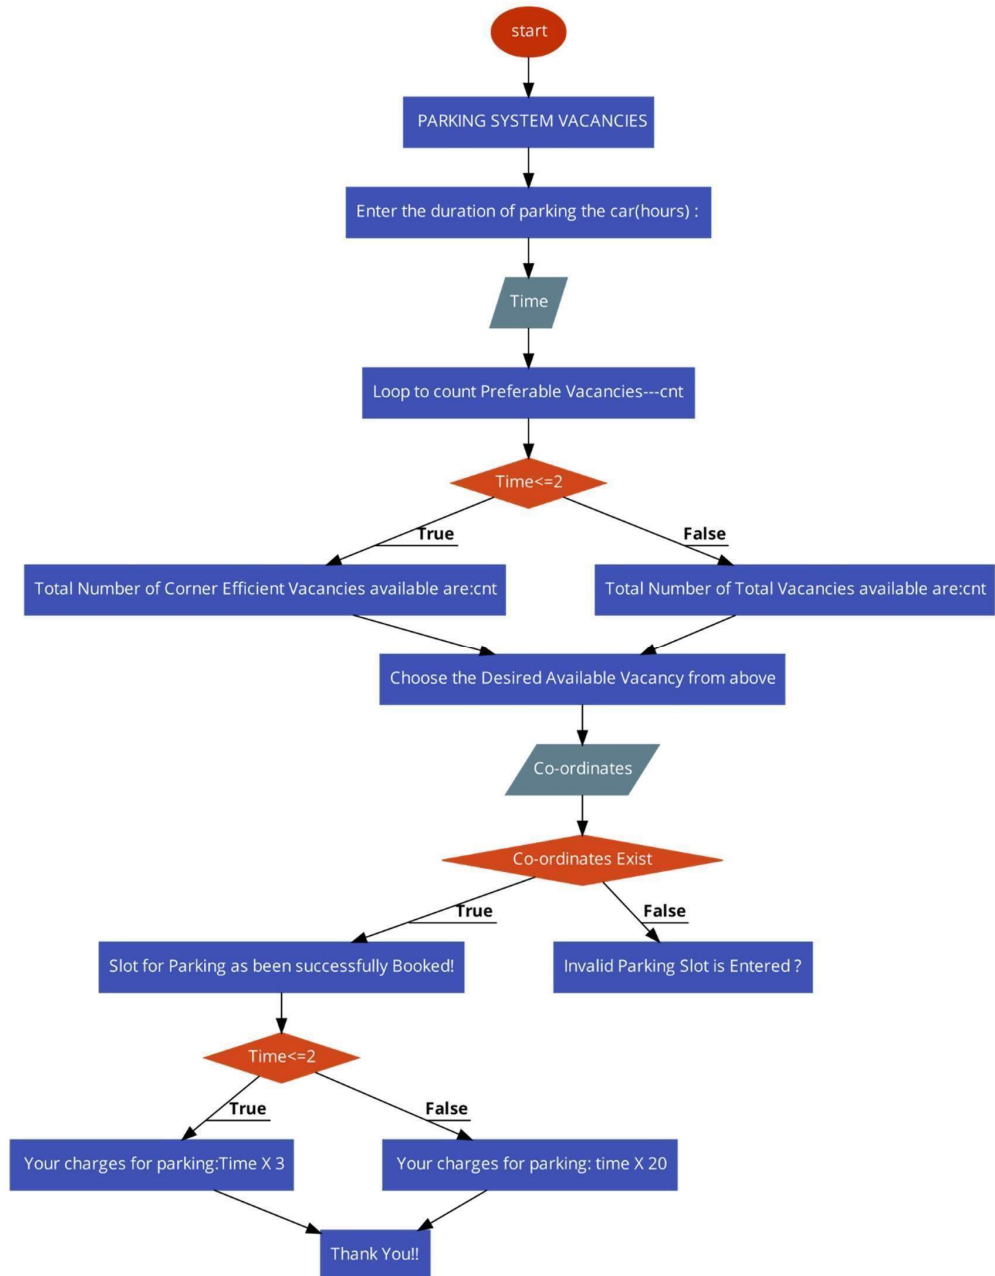 start
PARKING SYSTEM VACANCIES
Enter the duration of parking the car(hours) :
Time
Loop to count Preferable Vacancies---cnt
Time<=2
True
False
Total Number of Corner Efficient Vacancies available are:cnt
Total Number of Total Vacancies available are:cnt
Choose the Desired Available Vacancy from above
Co-ordinates
Co-ordinates Exist
True
False
Slot for Parking as been successfully Booked!
Invalid Parking Slot is Entered ?
Time<=2
True
False
Your charges for parking:Time X 3
Your charges for parking: time X 20
Thank You!!